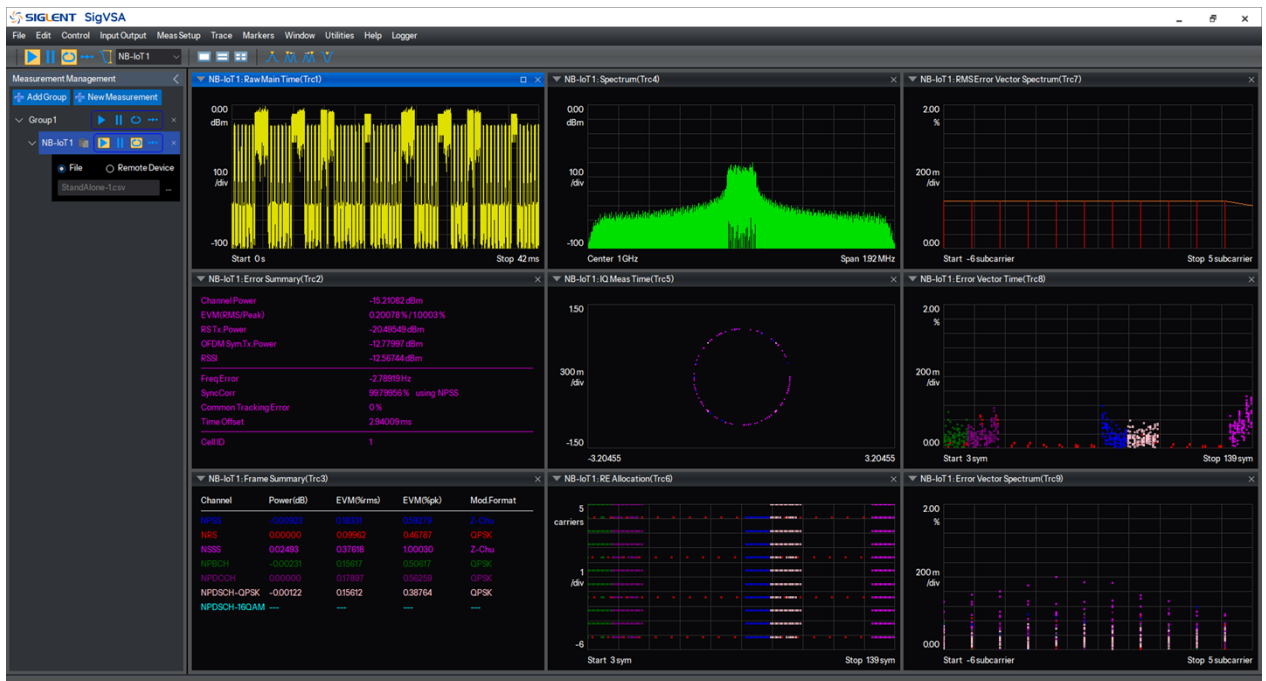 SIGLENT SigVSA
File Edit Control Input Output Meas Setup Trace Markers Window Utilities Help Logger
NB-IoT 1
Measurement Management
Add Group New Measurement
Group1
NB-IoT 1
File Remote Device
StandAlone-1.csv ...
NB-IoT 1: Raw Main Time(Trc1)
0.00
dBm
10.0
/div
-100
Start 0 s Stop 42 ms
NB-IoT 1: Spectrum(Trc4)
0.00
dBm
10.0
/div
-100
Center 1 GHz Span 1.92 MHz
NB-IoT 1: RMS Error Vector Spectrum(Trc7)
2.00
%
200 m
/div
0.00
Start -6 subcarrier Stop 5 subcarrier
NB-IoT 1: Error Summary(Trc2)
Channel Power -15.21082 dBm
EVM(RMS/Peak) 0.20078 % / 1.0003 %
RS Tx. Power -20.49549 dBm
OFDM Sym.Tx.Power -12.77997 dBm
RSSI -12.56744 dBm
Freq Error -2.78919 Hz
Sync Corr 99.79956 % using NPSS
Common Tracking Error 0 %
Time Offset 2.94009 ms
Cell ID 1
NB-IoT 1: IQ Meas Time(Trc5)
1.50
300 m
/div
-1.50
-3.20455 3.20455
NB-IoT 1: Error Vector Time(Trc8)
2.00
%
200 m
/div
0.00
Start 3 sym Stop 139 sym
NB-IoT 1: Frame Summary(Trc3)
Channel Power(dB) EVM(%rms) EVM(%pk) Mod.Format
NPSS Z-Chu
NRS 0.00000 0.09962 0.46787 QPSK
NSSS 0.02493 0.37618 1.00030 Z-Chu
NPBCH -0.00231 0.15617 0.50617 QPSK
NPDCCH 0.00000 0.17897 0.56259 QPSK
NPDSCH-QPSK -0.00122 0.15612 0.38764 QPSK
NPDSCH-16QAM ---- ---- ---- ----
NB-IoT 1: RE Allocation(Trc6)
5
carriers
1
/div
-6
Start 3 sym Stop 139 sym
NB-IoT 1: Error Vector Spectrum(Trc9)
2.00
%
200 m
/div
0.00
Start -6 subcarrier Stop 5 subcarrier